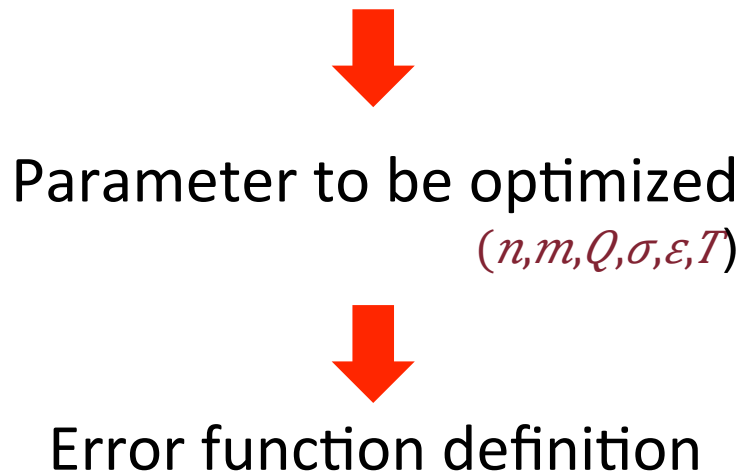 Parameter to be optimized
(n,m,Q,σ,ε,T)
Error function definition